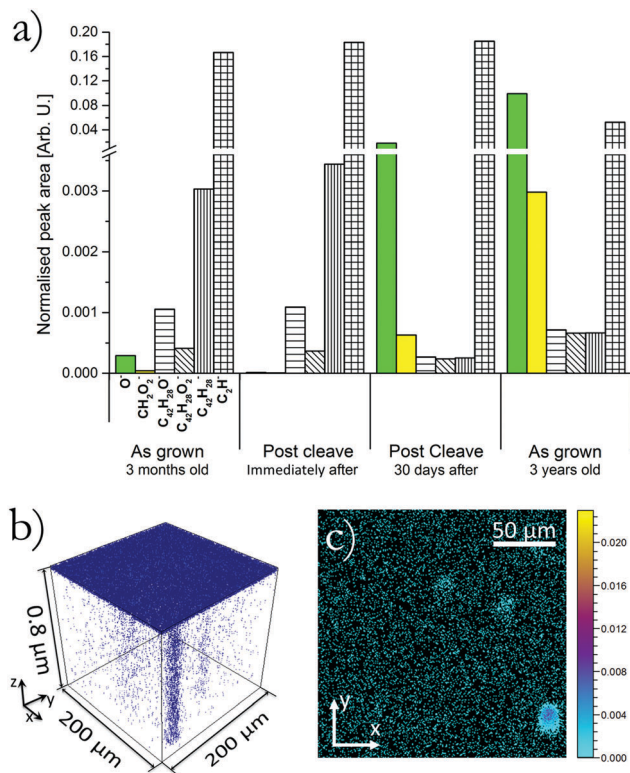 a)
Normalised peak area [Arb. U.]
0.20
0.16
0.12
0.08
0.04
0.003
0.002
0.001
0.000
O⁻
CH₂O₂⁻
C₄₂H₂₈O⁻
C₄₂H₂₈O₂⁻
C₄₂H₂₈⁻
C₂H⁻
As grown
3 months old
Post cleave
Immediately after
Post Cleave
30 days after
As grown
3 years old
b)
0.8 μm
z
y
x
200 μm
200 μm
c)
50 μm
y
x
0.020
0.016
0.012
0.008
0.004
0.000